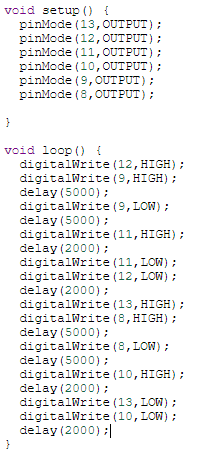 void setup() {
pinMode(13,OUTPUT);
pinMode(12,OUTPUT);
pinMode(11,OUTPUT);
pinMode(10,OUTPUT);
pinMode(9,OUTPUT);
pinMode(8,OUTPUT);
}
void loop() {
digitalWrite(12,HIGH);
digitalWrite(9,HIGH);
delay(5000);
digitalWrite(9,LOW);
delay(5000);
digitalWrite(11,HIGH);
delay(2000);
digitalWrite(11,LOW);
digitalWrite(12,LOW);
delay(2000);
digitalWrite(13,HIGH);
digitalWrite(8,HIGH);
delay(5000);
digitalWrite(8,LOW);
delay(5000);
digitalWrite(10,HIGH);
delay(2000);
digitalWrite(13,LOW);
digitalWrite(10,LOW);
delay(2000);
}